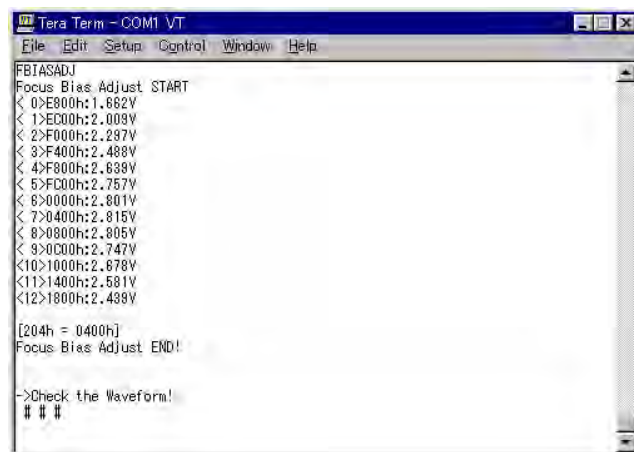 Tera Term - COM1 VT
File Edit Setup Control Window Help
FBIASADJ
Focus Bias Adjust START
< 0>E800h:1.662V
< 1>EC00h:2.009V
< 2>F000h:2.297V
< 3>F400h:2.488V
< 4>F800h:2.639V
< 5>FC00h:2.757V
< 6>0000h:2.801V
< 7>0400h:2.815V
< 8>0800h:2.805V
< 9>0C00h:2.747V
<10>1000h:2.678V
<11>1400h:2.581V
<12>1800h:2.439V
[204h = 0400h]
Focus Bias Adjust END!
->Check the Waveform!
# # #